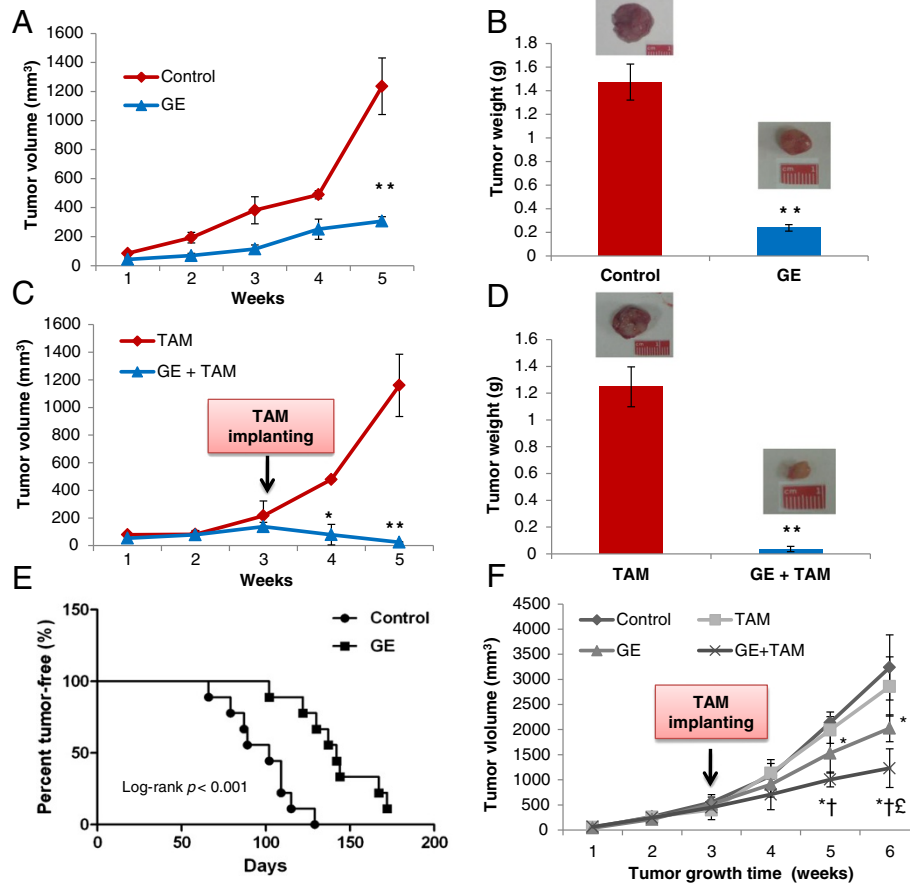 A
Tumor volume (mm³)
1600
1400
1200
1000
800
600
400
200
0
Control
GE
**
1 2 3 4 5
Weeks
B
Tumor weight (g)
1.8
1.6
1.4
1.2
1
0.8
0.6
0.4
0.2
0
cm 1
**
Control GE
C
Tumor volume (mm³)
1600
1400
1200
1000
800
600
400
200
0
TAM
GE + TAM
TAM
implanting
*
**
1 2 3 4 5
Weeks
D
Tumor weight (g)
1.6
1.4
1.2
1
0.8
0.6
0.4
0.2
0
cm 1
**
TAM GE + TAM
E
Percent tumor-free (%)
150
100
50
0
Control
GE
Log-rank p< 0.001
0 50 100 150 200
Days
F
Tumor vlolume (mm³)
4500
4000
3500
3000
2500
2000
1500
1000
500
0
Control TAM
GE GE+TAM
TAM
implanting
*
*
*† *†£
1 2 3 4 5 6
Tumor growth time (weeks)